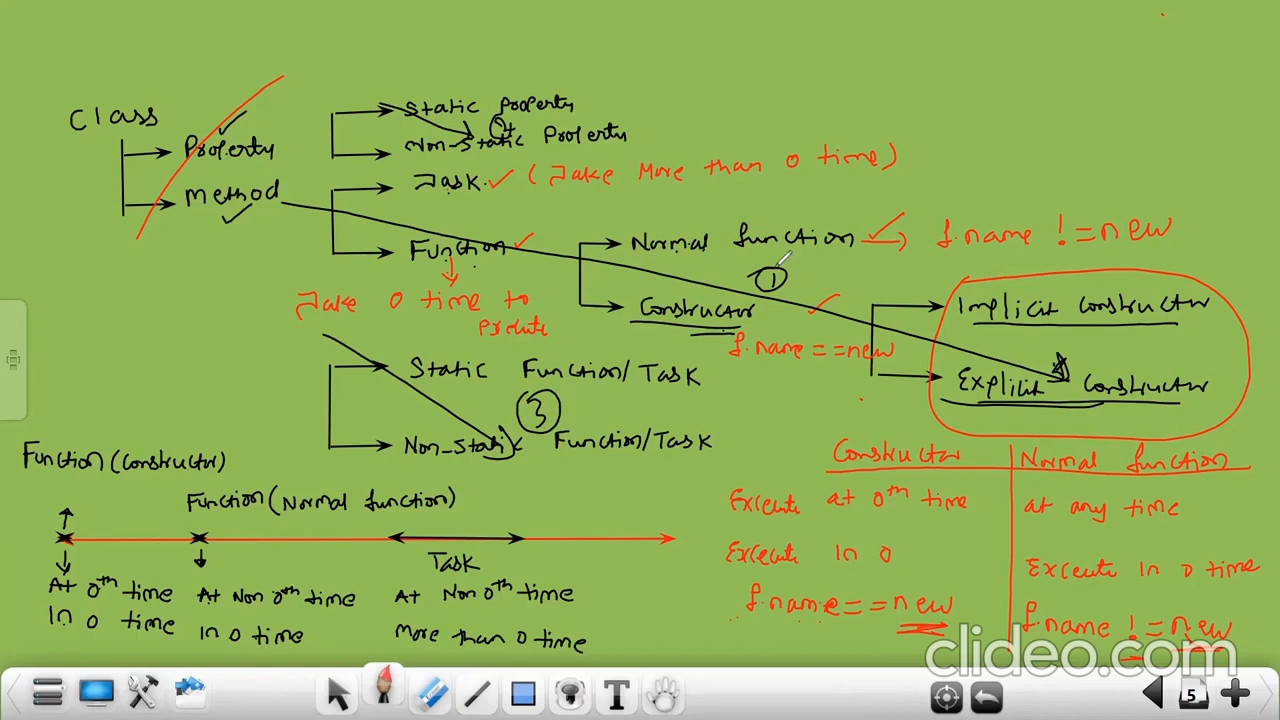 Class
Property
Method
Static Property
Non-Static Property
Task (Take More than 0 time)
Function
Take 0 time to
Normal function f.name != new
1
Constructor
f.name == new
Implicit Constructor
Explicit Constructor
Static Function/Task
3
Non-Static Function/Task
Function (Constructor)
Function (Normal function)
Task
At 0th time
In 0 time
At Non 0th time
In 0 time
At Non 0th time
More than 0 time
Constructor Normal function
Execute at 0th time at any time
Execute in 0 Execute in 0 time
f.name == new f.name != new
clideo.com
5